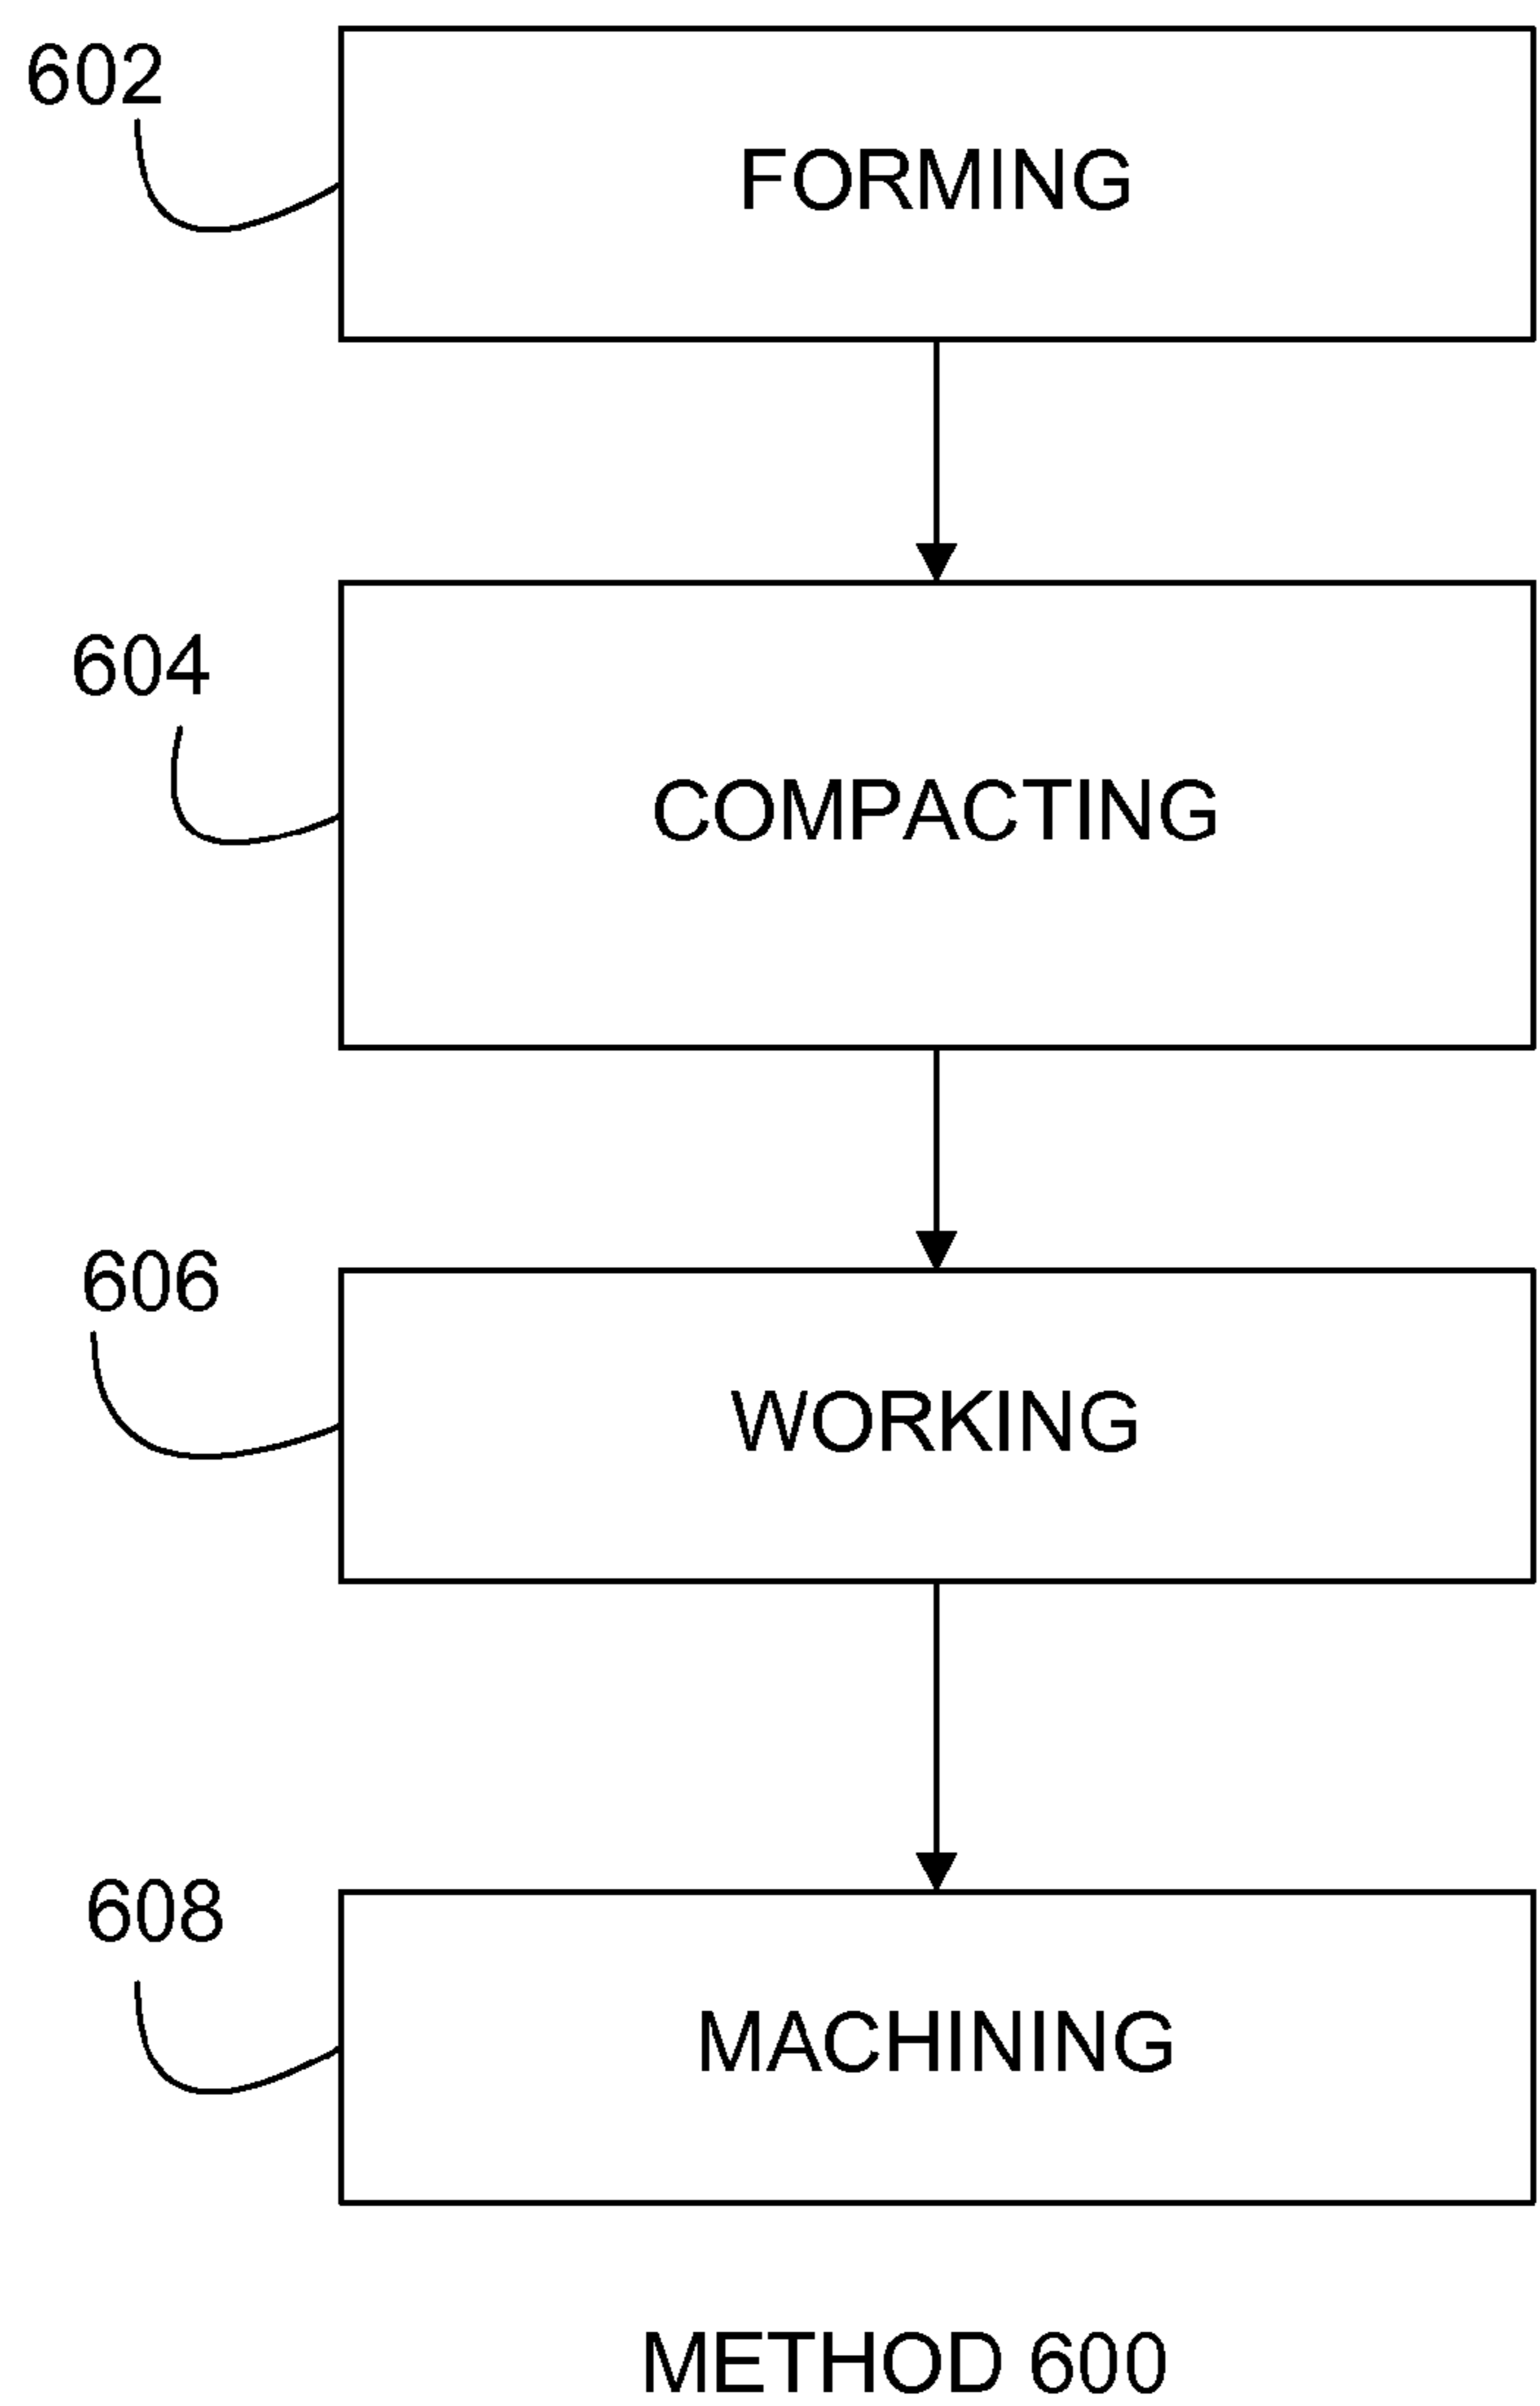 602
FORMING
604
COMPACTING
606
WORKING
608
MACHINING
METHOD 600